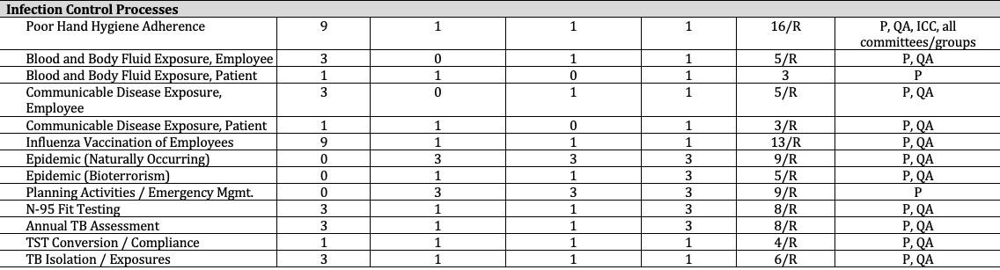 Infection Control Processes
Poor Hand Hygiene Adherence 9 1 1 1 16/R P, QA, ICC, all
committees/groups
Blood and Body Fluid Exposure, Employee 3 0 1 1 5/R P, QA
Blood and Body Fluid Exposure, Patient 1 1 0 1 3 P
Communicable Disease Exposure, 3 0 1 1 5/R P, QA
Employee
Communicable Disease Exposure, Patient 1 1 0 1 3/R P, QA
Influenza Vaccination of Employees 9 1 1 1 13/R P, QA
Epidemic (Naturally Occurring) 0 3 3 3 9/R P, QA
Epidemic (Bioterrorism) 0 1 1 3 5/R P, QA
Planning Activities / Emergency Mgmt. 0 3 3 3 9/R P
N-95 Fit Testing 3 1 1 3 8/R P, QA
Annual TB Assessment 3 1 1 3 8/R P, QA
TST Conversion / Compliance 1 1 1 1 4/R P, QA
TB Isolation / Exposures 3 1 1 1 6/R P, QA